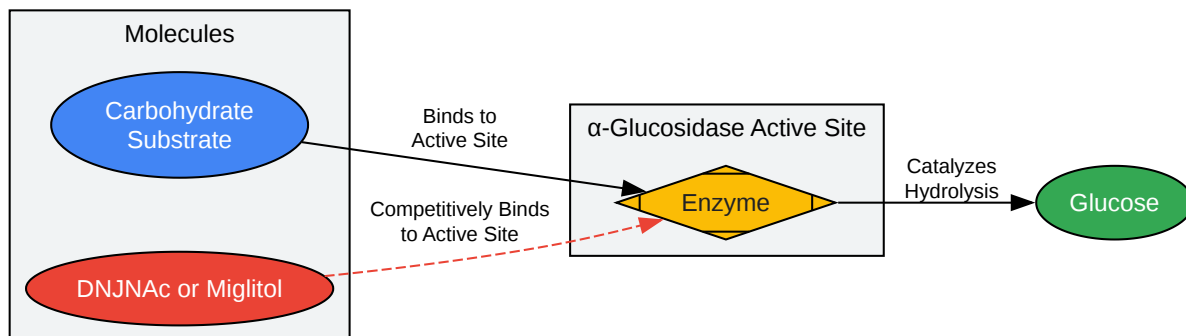 Molecules
Carbohydrate
Substrate
Binds to
Active Site
α-Glucosidase Active Site
Enzyme
Catalyzes
Hydrolysis
Glucose
Competitively Binds
to Active Site
DNJNAc or Miglitol